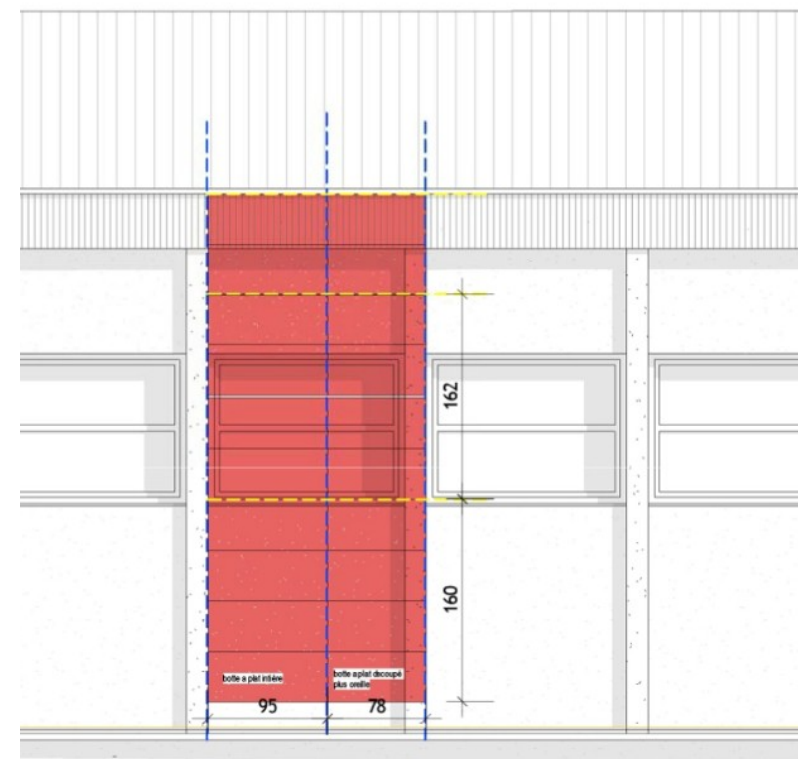 162
160
botte a plat intière
botte a plat decoupé
plus oreille
95
78